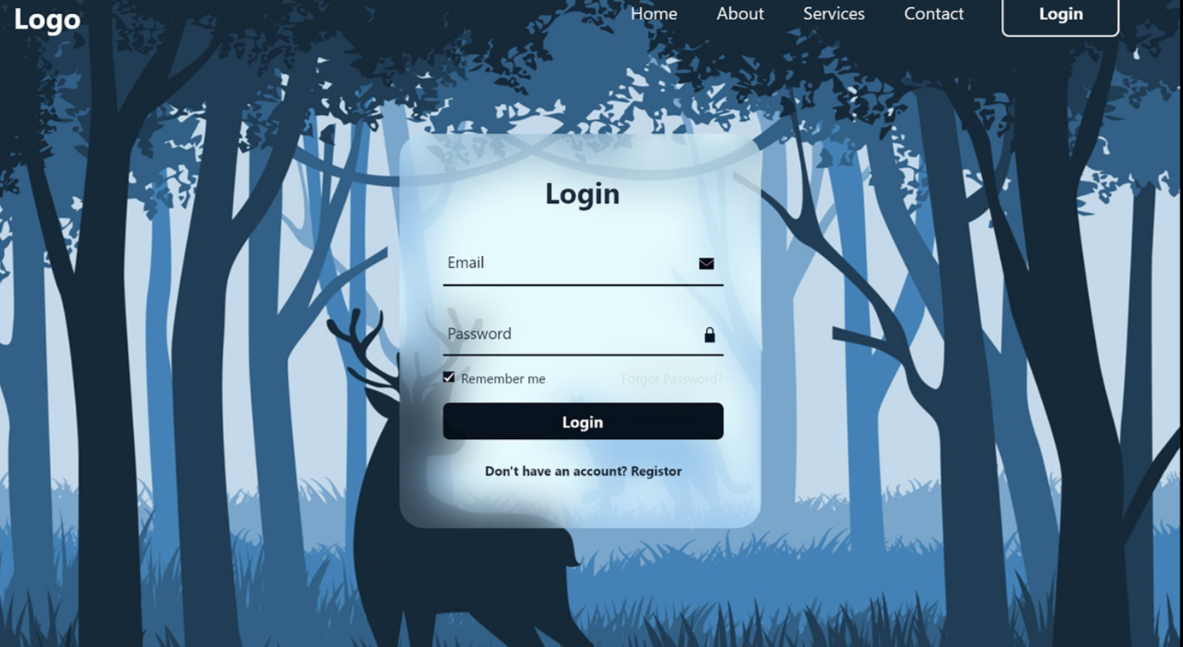 Logo
Home About Services Contact Login
Login
Email
Password
Remember me Forgot Password?
Login
Don't have an account? Registor